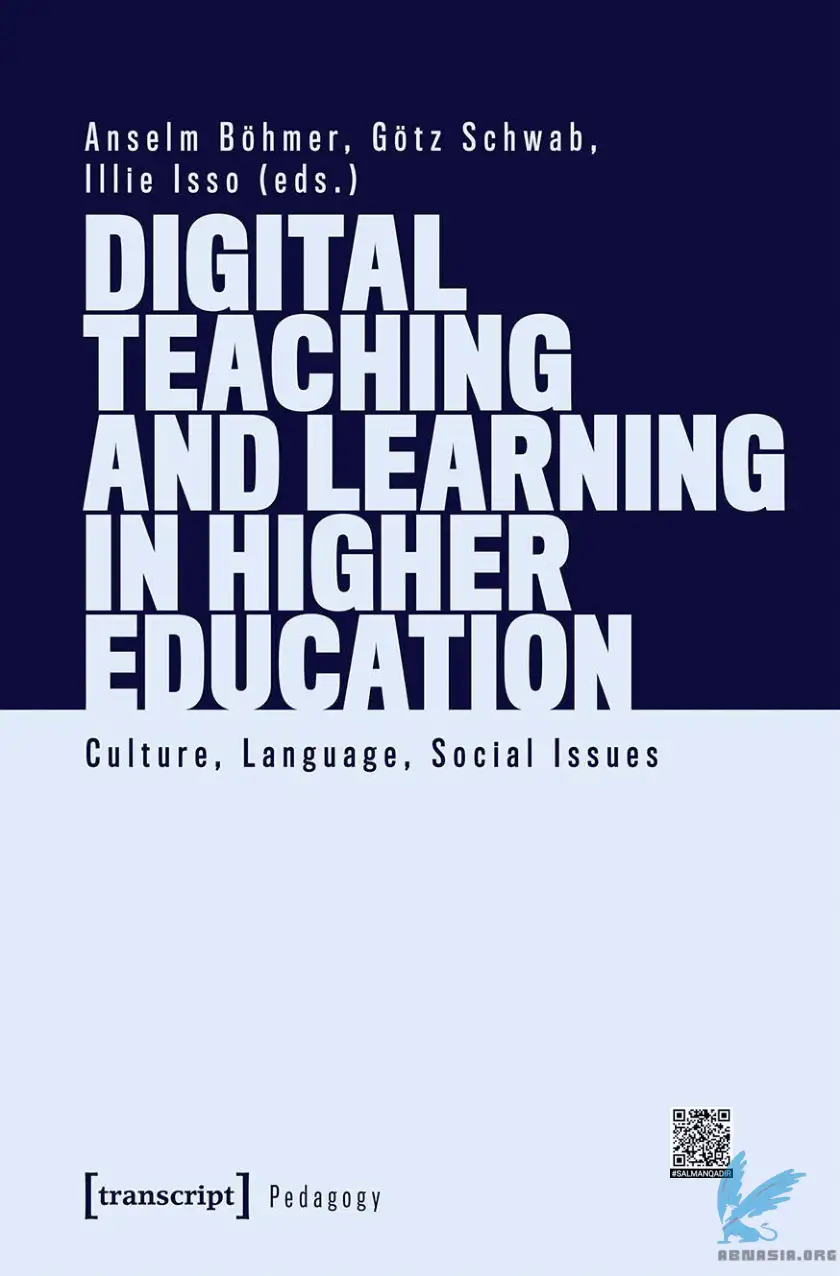 Anselm Böhmer, Götz Schwab,
Illie Isso (eds.)
DIGITAL
TEACHING
AND LEARNING
IN HIGHER
EDUCATION
Culture, Language, Social Issues
#SALMANQADIR
[transcript] Pedagogy
ABNASIA.ORG